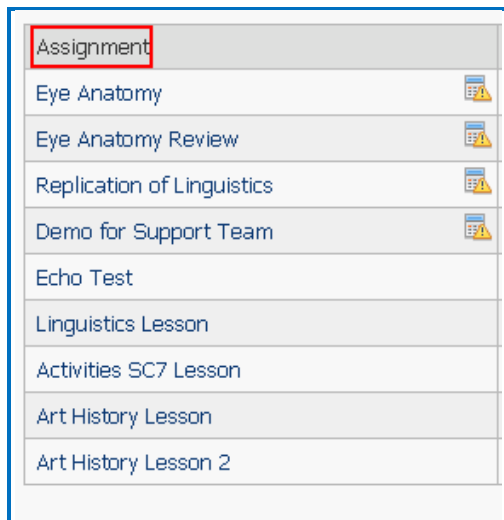 Assignment
Eye Anatomy
Eye Anatomy Review
Replication of Linguistics
Demo for Support Team
Echo Test
Linguistics Lesson
Activities SC7 Lesson
Art History Lesson
Art History Lesson 2